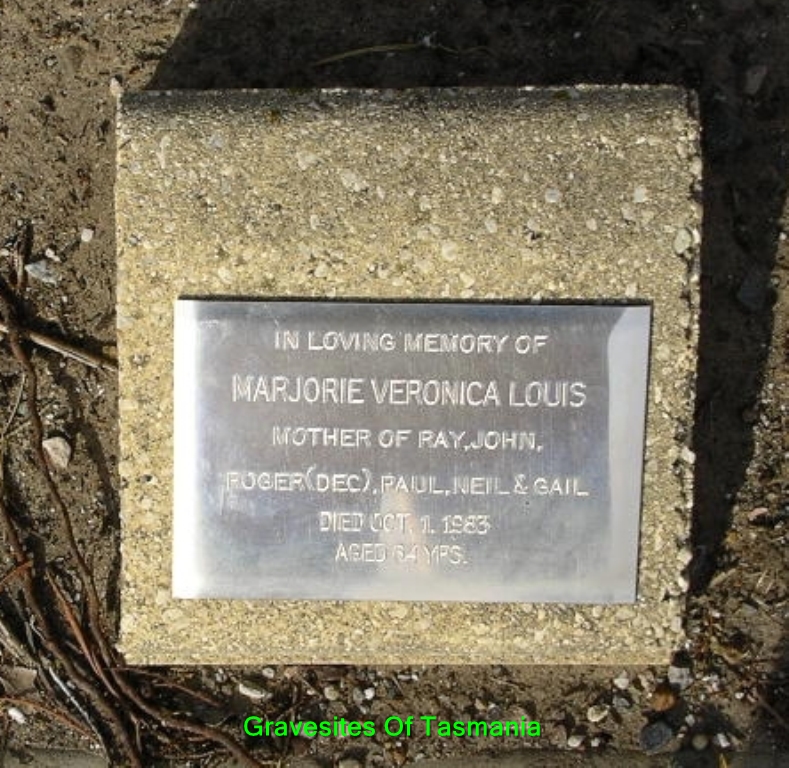 IN LOVING MEMORY OF
MARJORIE VERONICA LOUIS
MOTHER OF RAY, JOHN,
ROGER (DEC), PAUL, NEIL & GAIL
DIED OCT. 1. 1983
AGED 64 YRS.
Gravesites Of Tasmania